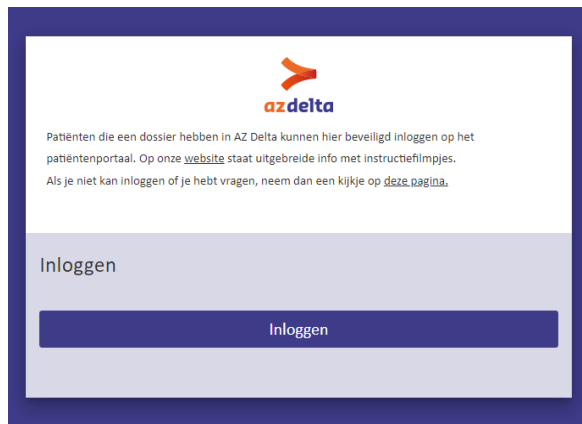 azdelta
Patiënten die een dossier hebben in AZ Delta kunnen hier beveiligd inloggen op het
patiëntenportaal. Op onze website staat uitgebreide info met instructiefilmpjes.
Als je niet kan inloggen of je hebt vragen, neem dan een kijkje op deze pagina.
Inloggen
Inloggen